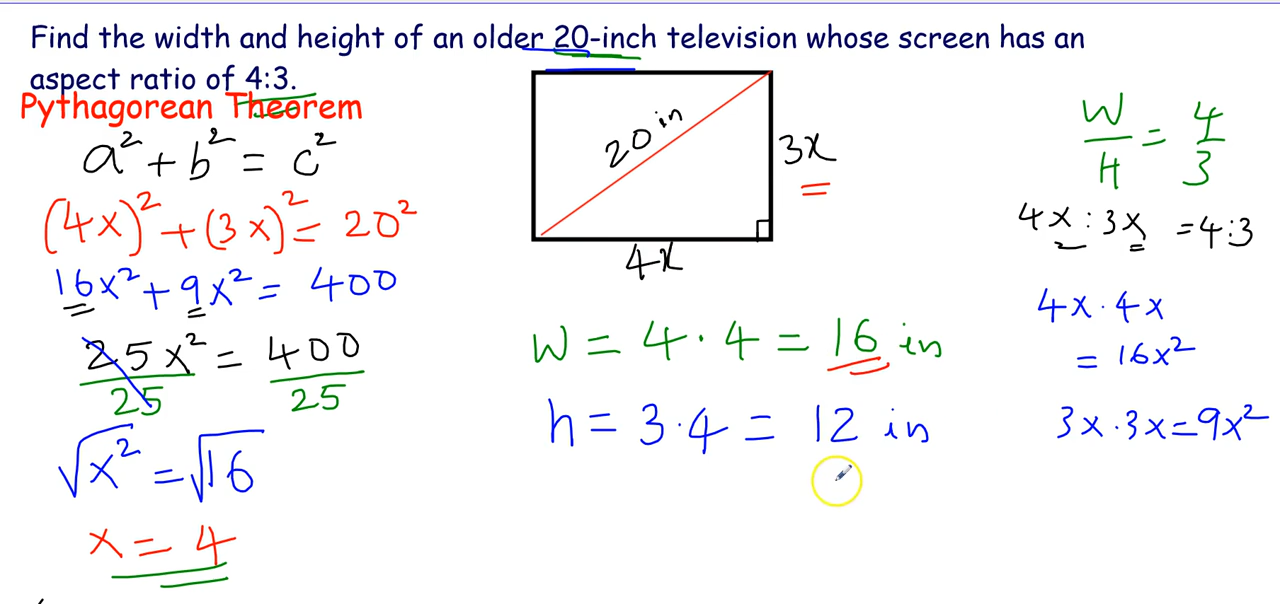 Find the width and height of an older 20-inch television whose screen has an
aspect ratio of 4:3.
Pythagorean Theorem
a² + b² = c²
(4x)² + (3x)² = 20²
16x² + 9x² = 400
25x² = 400
25 25
√x² = √16
x = 4
20 in
3x
4x
w = 4 · 4 = 16 in
h = 3 · 4 = 12 in
W/H = 4/3
4x : 3x = 4:3
4x · 4x
= 16x²
3x · 3x = 9x²